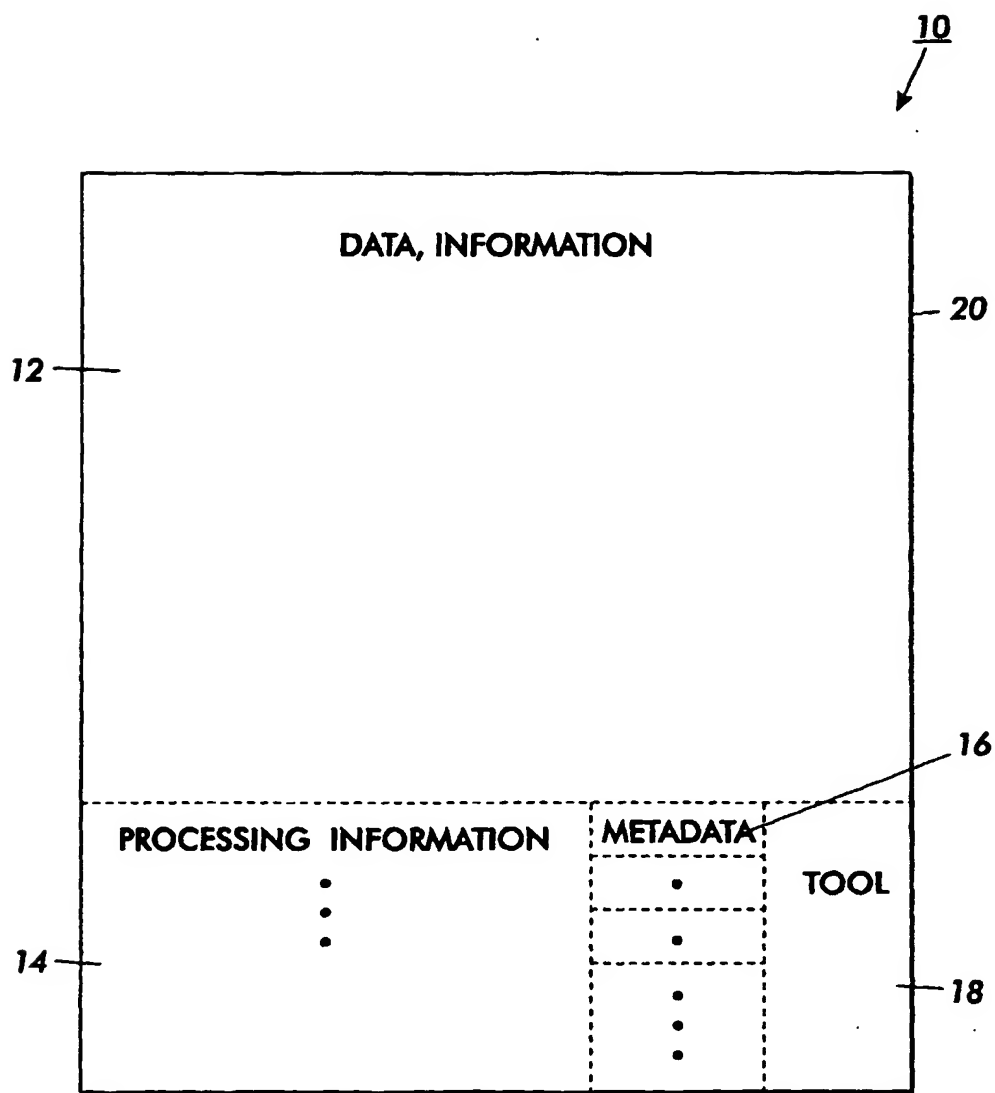 10
DATA, INFORMATION
20
12
16
PROCESSING INFORMATION
METADATA
TOOL
14
18